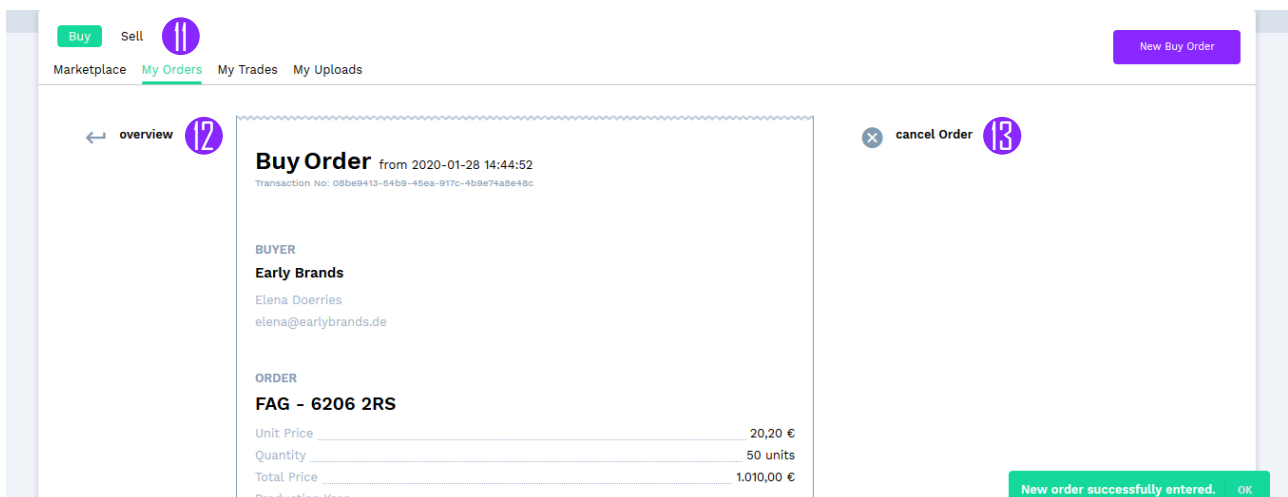 Buy Sell 11
New Buy Order
Marketplace My Orders My Trades My Uploads
overview 12
cancel Order 13
Buy Order from 2020-01-28 14:44:52
Transaction No: 08be9413-54b9-45ea-917c-4b9e74a8e48c
BUYER
Early Brands
Elena Doerries
elena@earlybrands.de
ORDER
FAG - 6206 2RS
Unit Price 20,20 €
Quantity 50 units
Total Price 1.010,00 €
Production Year
New order successfully entered. OK